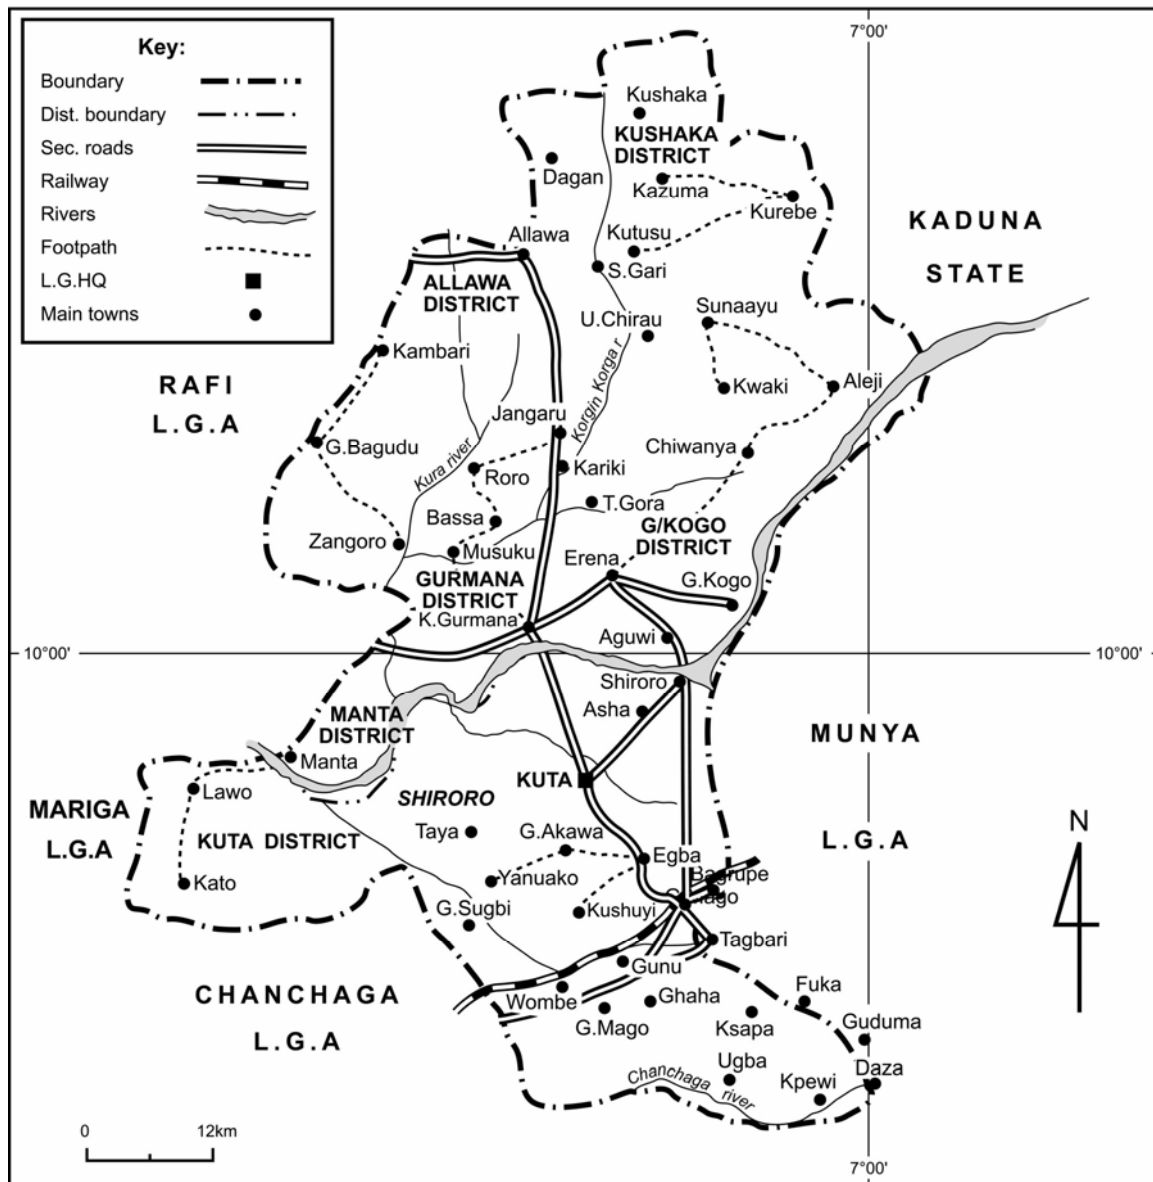 7°00'
Key:
Boundary
Dist. boundary
Sec. roads
Railway
Rivers
Footpath
L.G.HQ
Main towns
Kushaka
KUSHAKA
DISTRICT
Dagan
Kazuma
Kurebe
KADUNA
STATE
Allawa
Kutusu
S.Gari
ALLAWA
DISTRICT
Sunaayu
U.Chirau
Kambari
RAFI
L.G.A
Korgin Korga r
Kwaki
Aleji
Jangaru
G.Bagudu
Kura river
Roro
Kariki
Chiwanya
T.Gora
Bassa
G/KOGO
DISTRICT
Zangoro
Musuku
Erena
G.Kogo
GURMANA
DISTRICT
K.Gurmana
Aguwi
10°00'
10°00'
Shiroro
Asha
MANTA
DISTRICT
MUNYA
L.G.A
Manta
KUTA
Lawo
SHIRORO
MARIGA
L.G.A
KUTA DISTRICT
Taya
G.Akawa
Egba
N
Kato
Yanuako
Bagrupe
G.Sugbi
Kushuyi
Tagbari
Gunu
CHANCHAGA
L.G.A
Wombe
Ghaha
G.Mago
Ksapa
Fuka
Guduma
Ugba
Daza
Chanchaga river
Kpewi
0 12km
7°00'